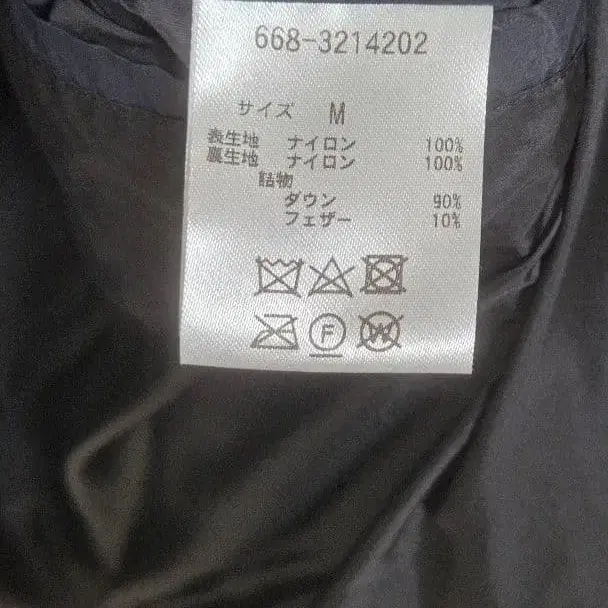 668-3214202
サイズ M
表生地 ナイロン 100%
裏生地 ナイロン 100%
詰物
ダウン 90%
フェザー 10%
F W